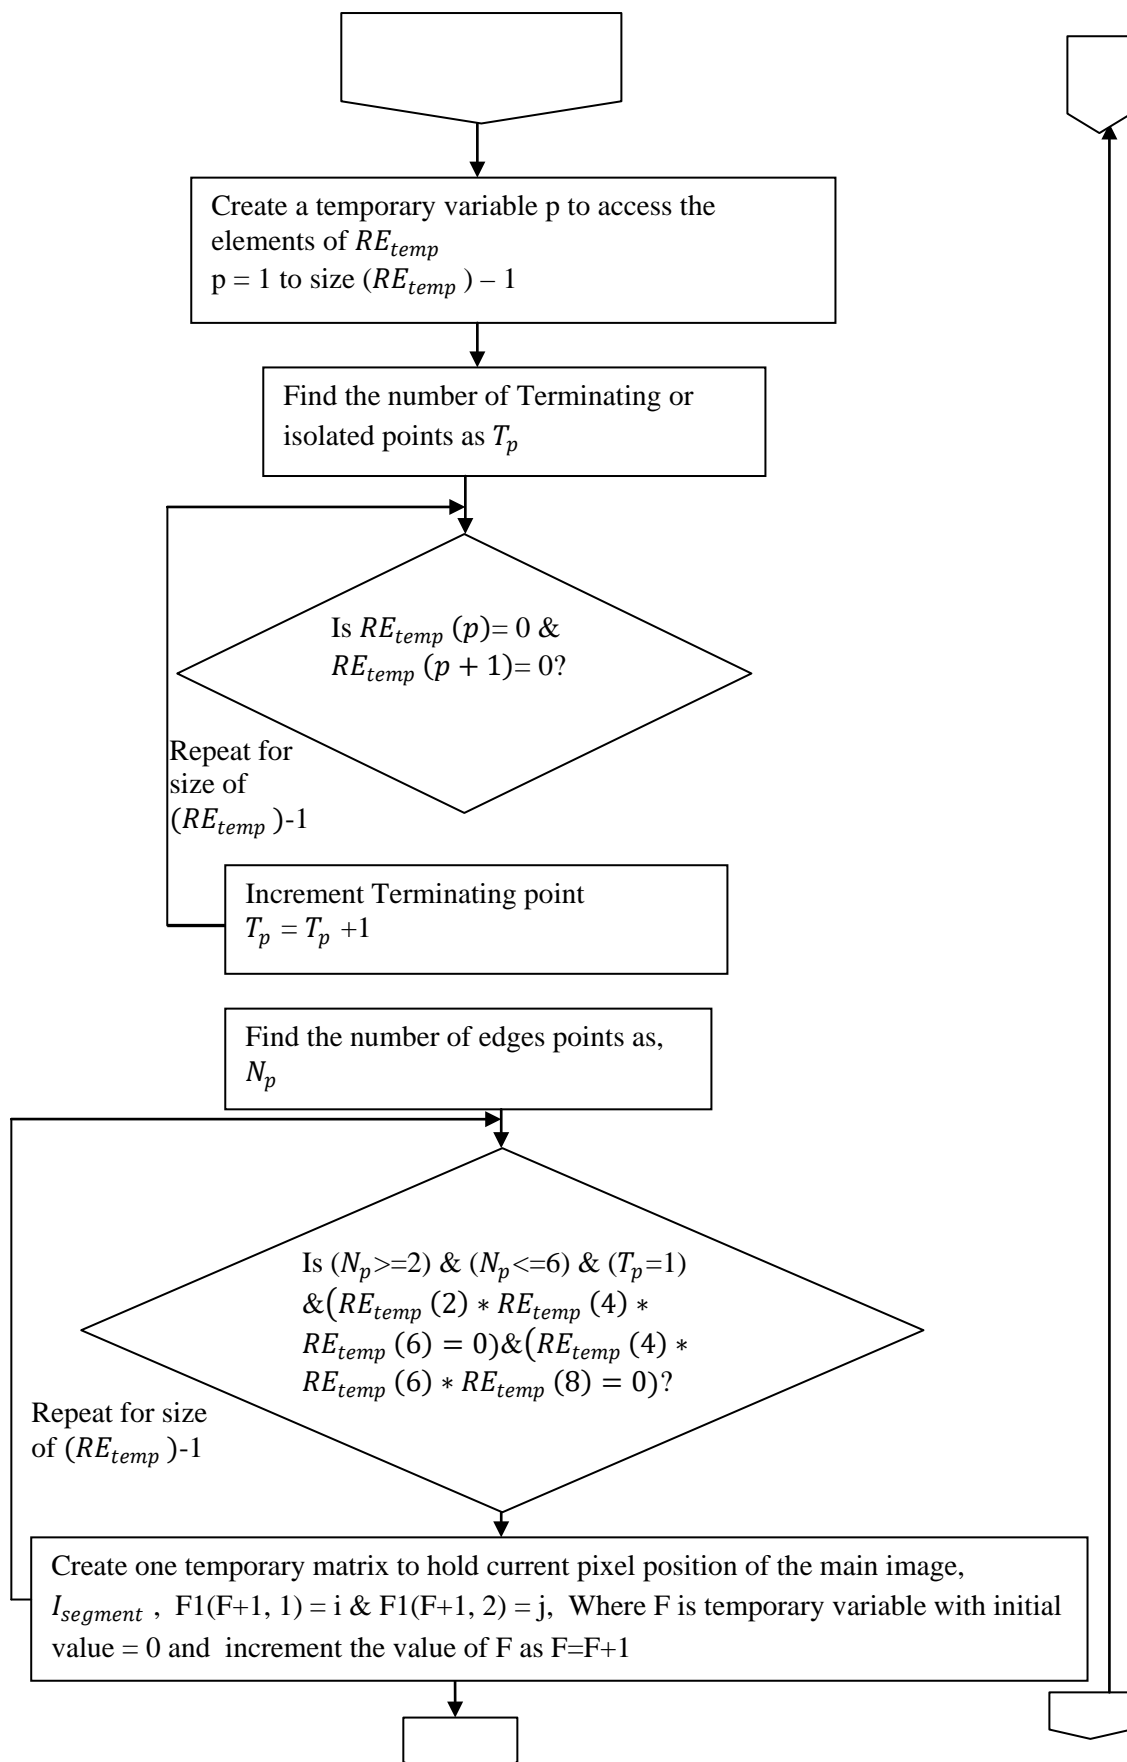 Create a temporary variable p to access the
elements of RE_temp
p = 1 to size (RE_temp ) – 1
Find the number of Terminating or
isolated points as T_p
Is RE_temp (p)= 0 &
RE_temp (p + 1)= 0?
Repeat for
size of
(RE_temp )-1
Increment Terminating point
T_p = T_p +1
Find the number of edges points as,
N_p
Is (N_p>=2) & (N_p<=6) & (T_p=1)
&(RE_temp (2) ∗ RE_temp (4) ∗
RE_temp (6) = 0)&(RE_temp (4) ∗
RE_temp (6) ∗ RE_temp (8) = 0)?
Repeat for size
of (RE_temp )-1
Create one temporary matrix to hold current pixel position of the main image,
I_segment , F1(F+1, 1) = i & F1(F+1, 2) = j, Where F is temporary variable with initial
value = 0 and increment the value of F as F=F+1